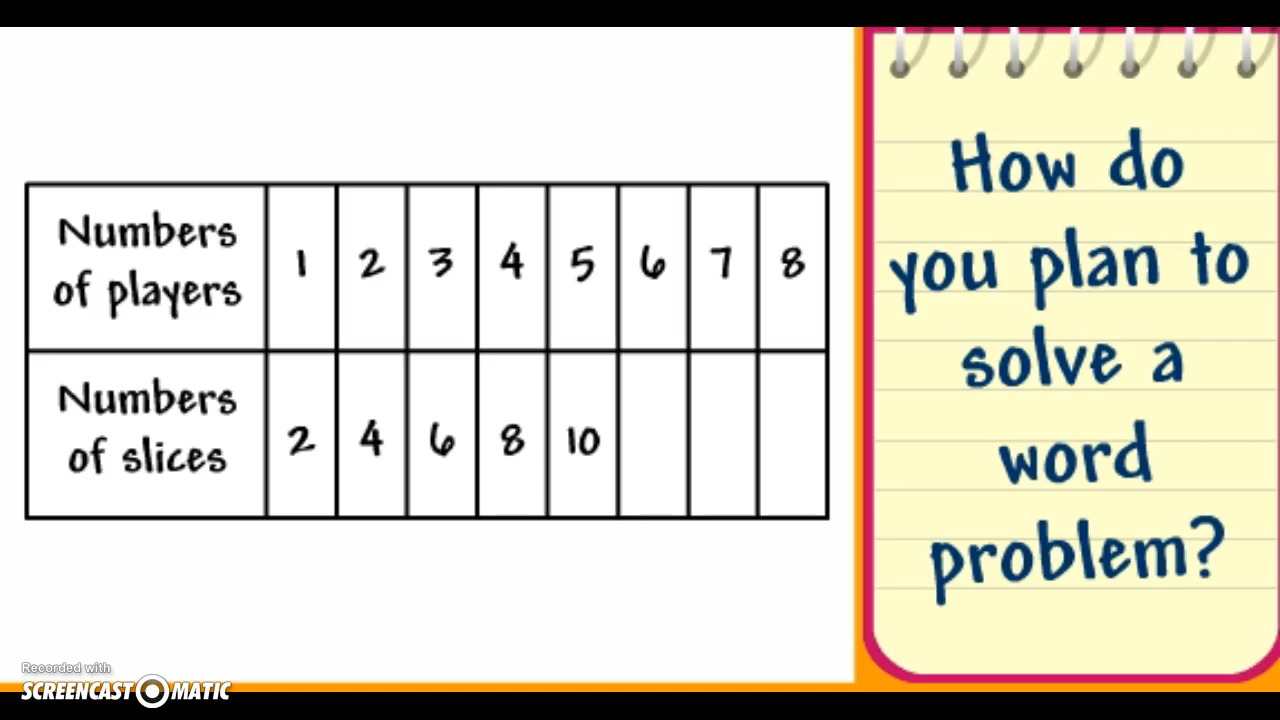 Numbers
of players
1 2 3 4 5 6 7 8
Numbers
of slices
2 4 6 8 10
How do
you plan to
solve a
word
problem?
Recorded with
SCREENCAST MATIC